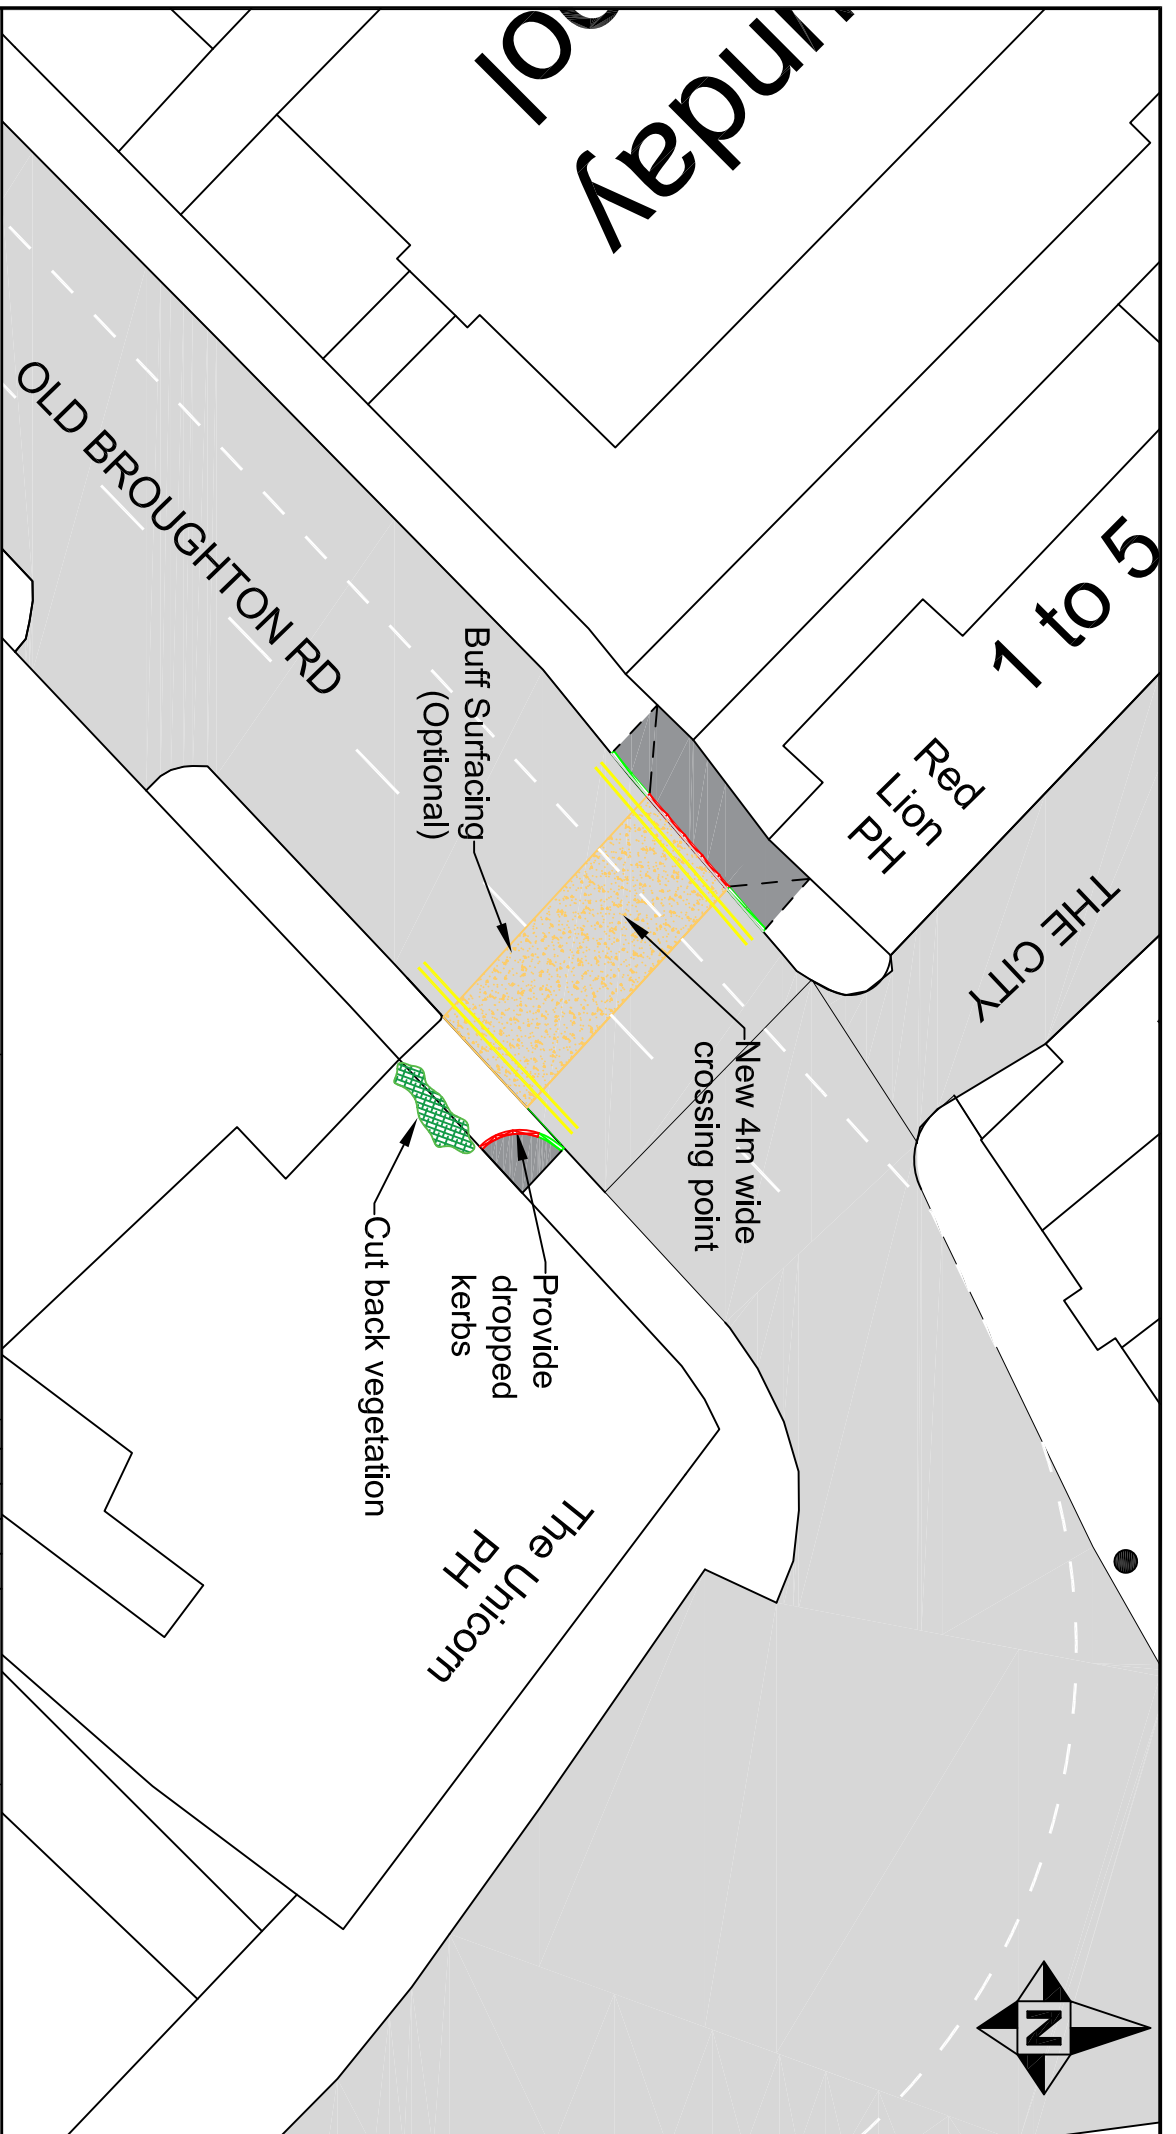 unday
ool
1 to 5
Red
Lion
PH
THE CITY
OLD BROUGHTON RD
Buff Surfacing
(Optional)
New 4m wide
crossing point
Provide
dropped
kerbs
Cut back vegetation
The Unicorn
PH
N